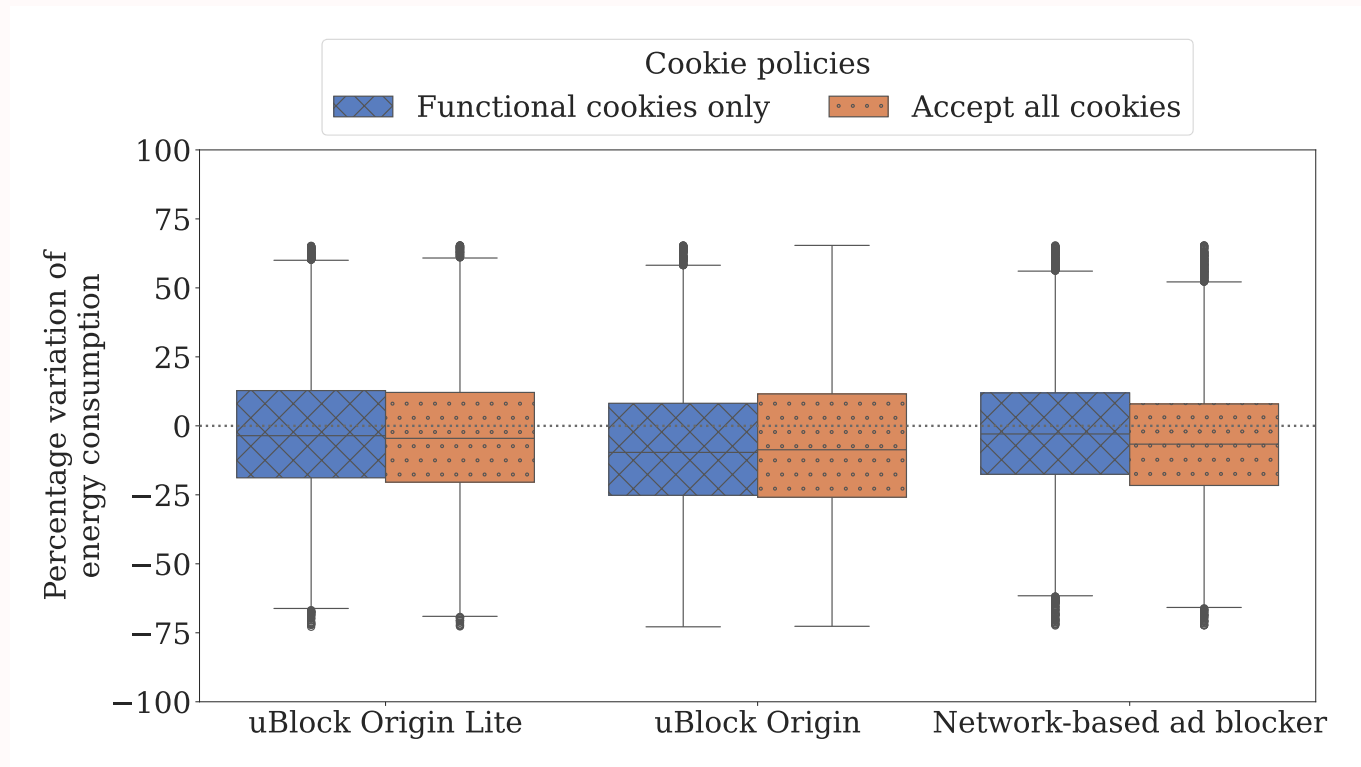 Cookie policies
Functional cookies only
Accept all cookies
Percentage variation of
energy consumption
100
75
50
25
0
−25
−50
−75
−100
uBlock Origin Lite
uBlock Origin
Network-based ad blocker